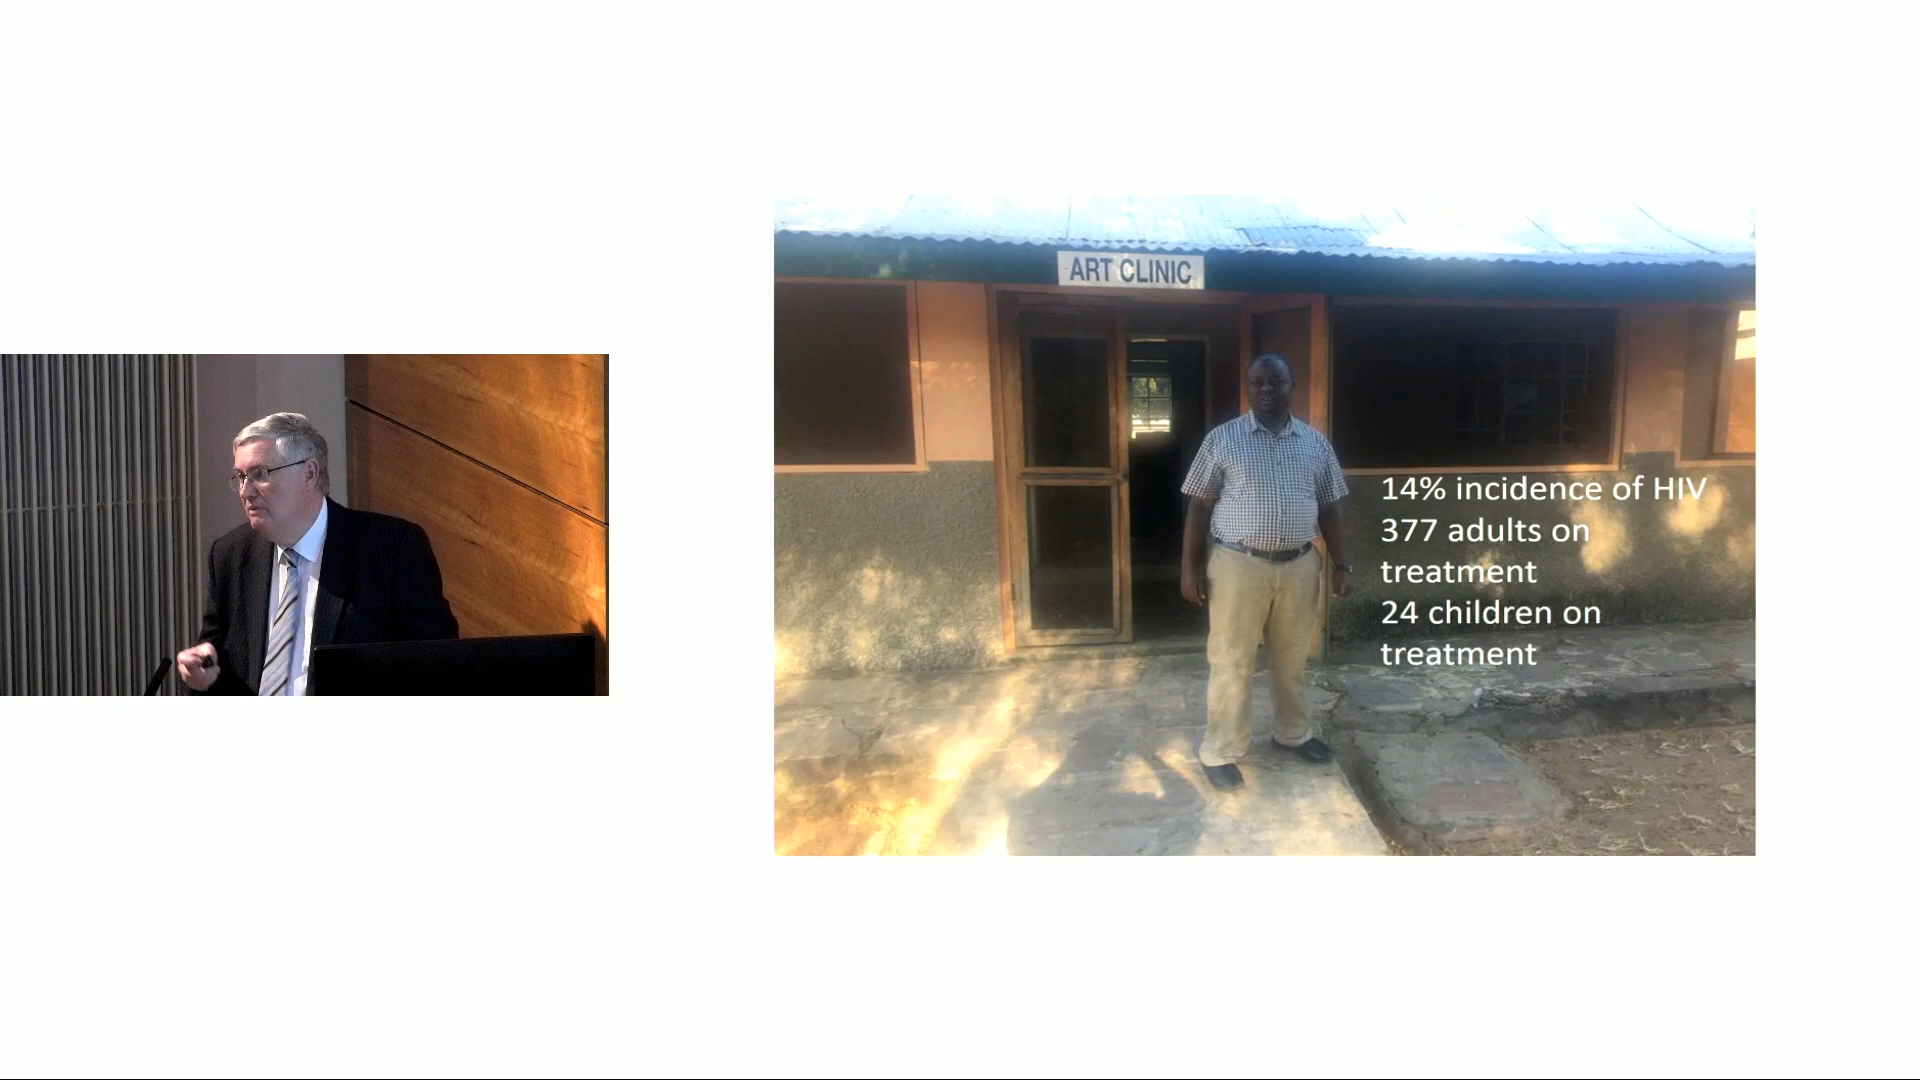 ART CLINIC
14% incidence of HIV
377 adults on
treatment
24 children on
treatment